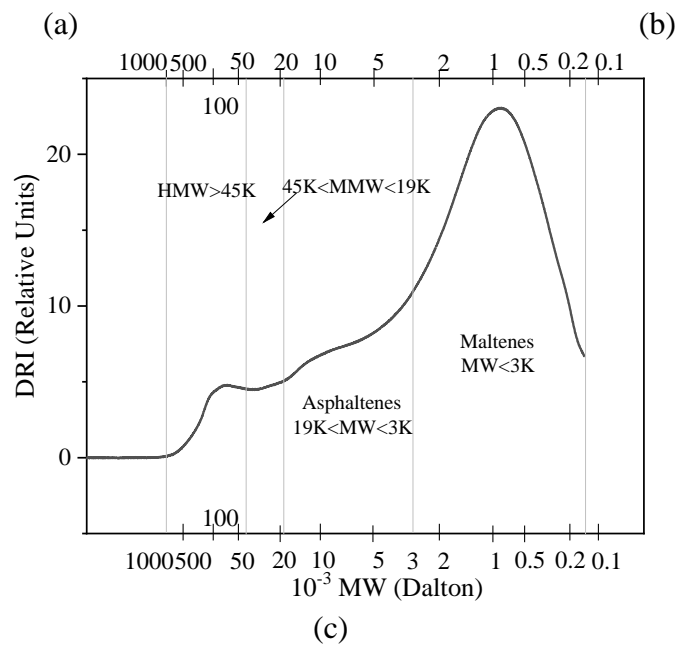 (a) (b)
1000 500 50 20 10 5 2 1 0.5 0.2 0.1
100
20
HMW>45K 45K<MMW<19K
DRI (Relative Units)
10
Maltenes
MW<3K
Asphaltenes
19K<MW<3K
0
100
1000 500 50 20 10 5 3 2 1 0.5 0.2 0.1
10⁻³ MW (Dalton)
(c)